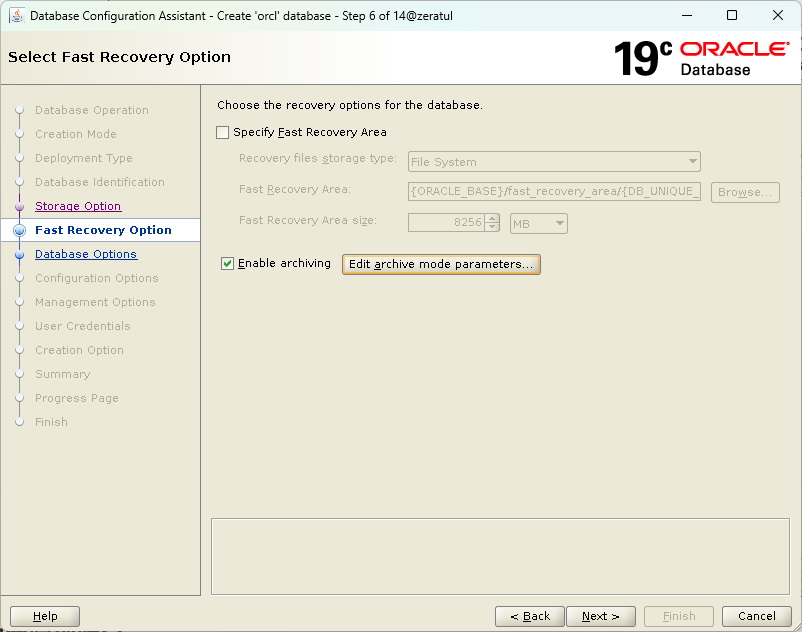 Database Configuration Assistant - Create 'orcl' database - Step 6 of 14@zeratul
Select Fast Recovery Option
19c ORACLE Database
Database Operation
Creation Mode
Deployment Type
Database Identification
Storage Option
Fast Recovery Option
Database Options
Configuration Options
Management Options
User Credentials
Creation Option
Summary
Progress Page
Finish
Choose the recovery options for the database.
Specify Fast Recovery Area
Recovery files storage type: File System
Fast Recovery Area: {ORACLE_BASE}/fast_recovery_area/{DB_UNIQUE_ Browse...
Fast Recovery Area size: 8256 MB
Enable archiving Edit archive mode parameters...
Help < Back Next > Finish Cancel